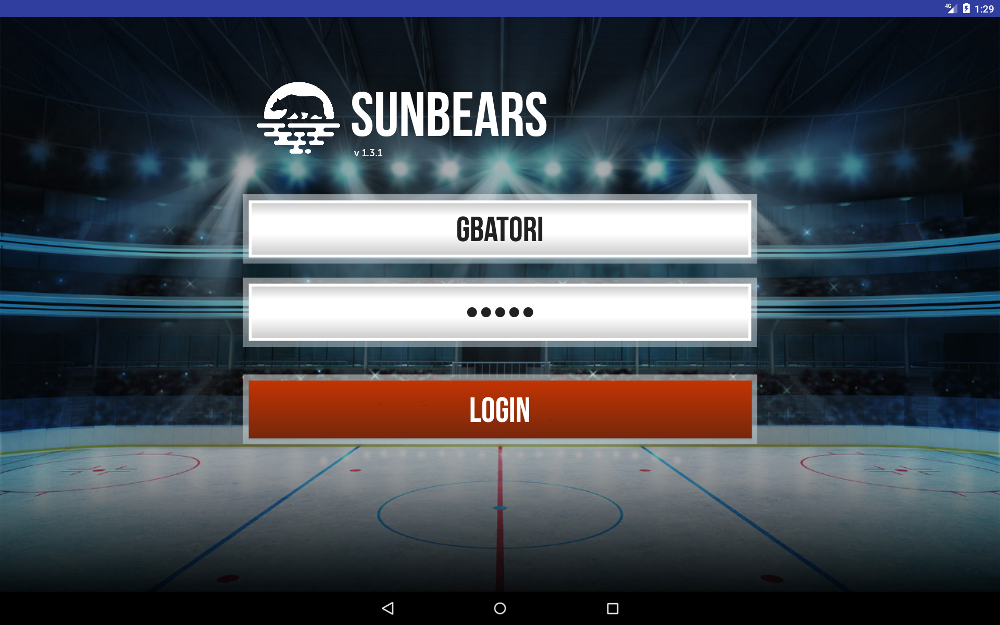 4G 1:29
SUNBEARS
v 1.3.1
GBATORI
•••••
LOGIN